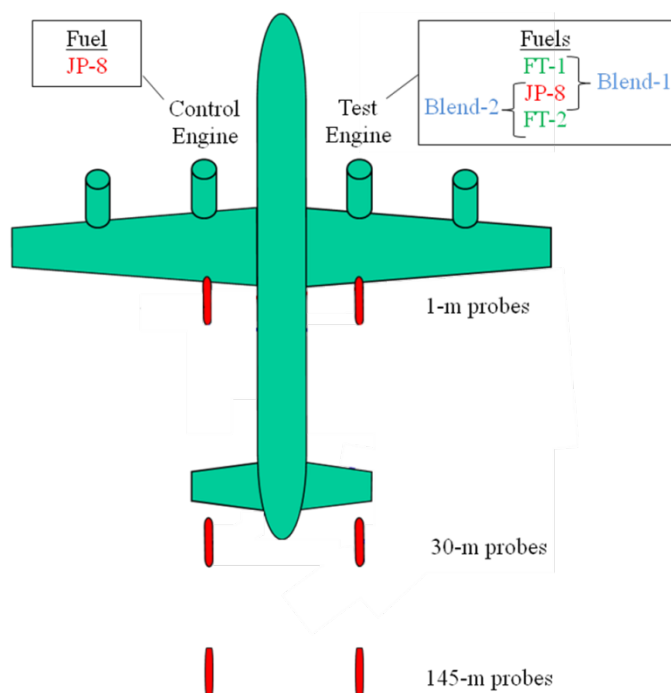 Fuel
JP-8
Control
Engine
Test
Engine
Fuels
FT-1
JP-8
FT-2
Blend-1
Blend-2
1-m probes
30-m probes
145-m probes